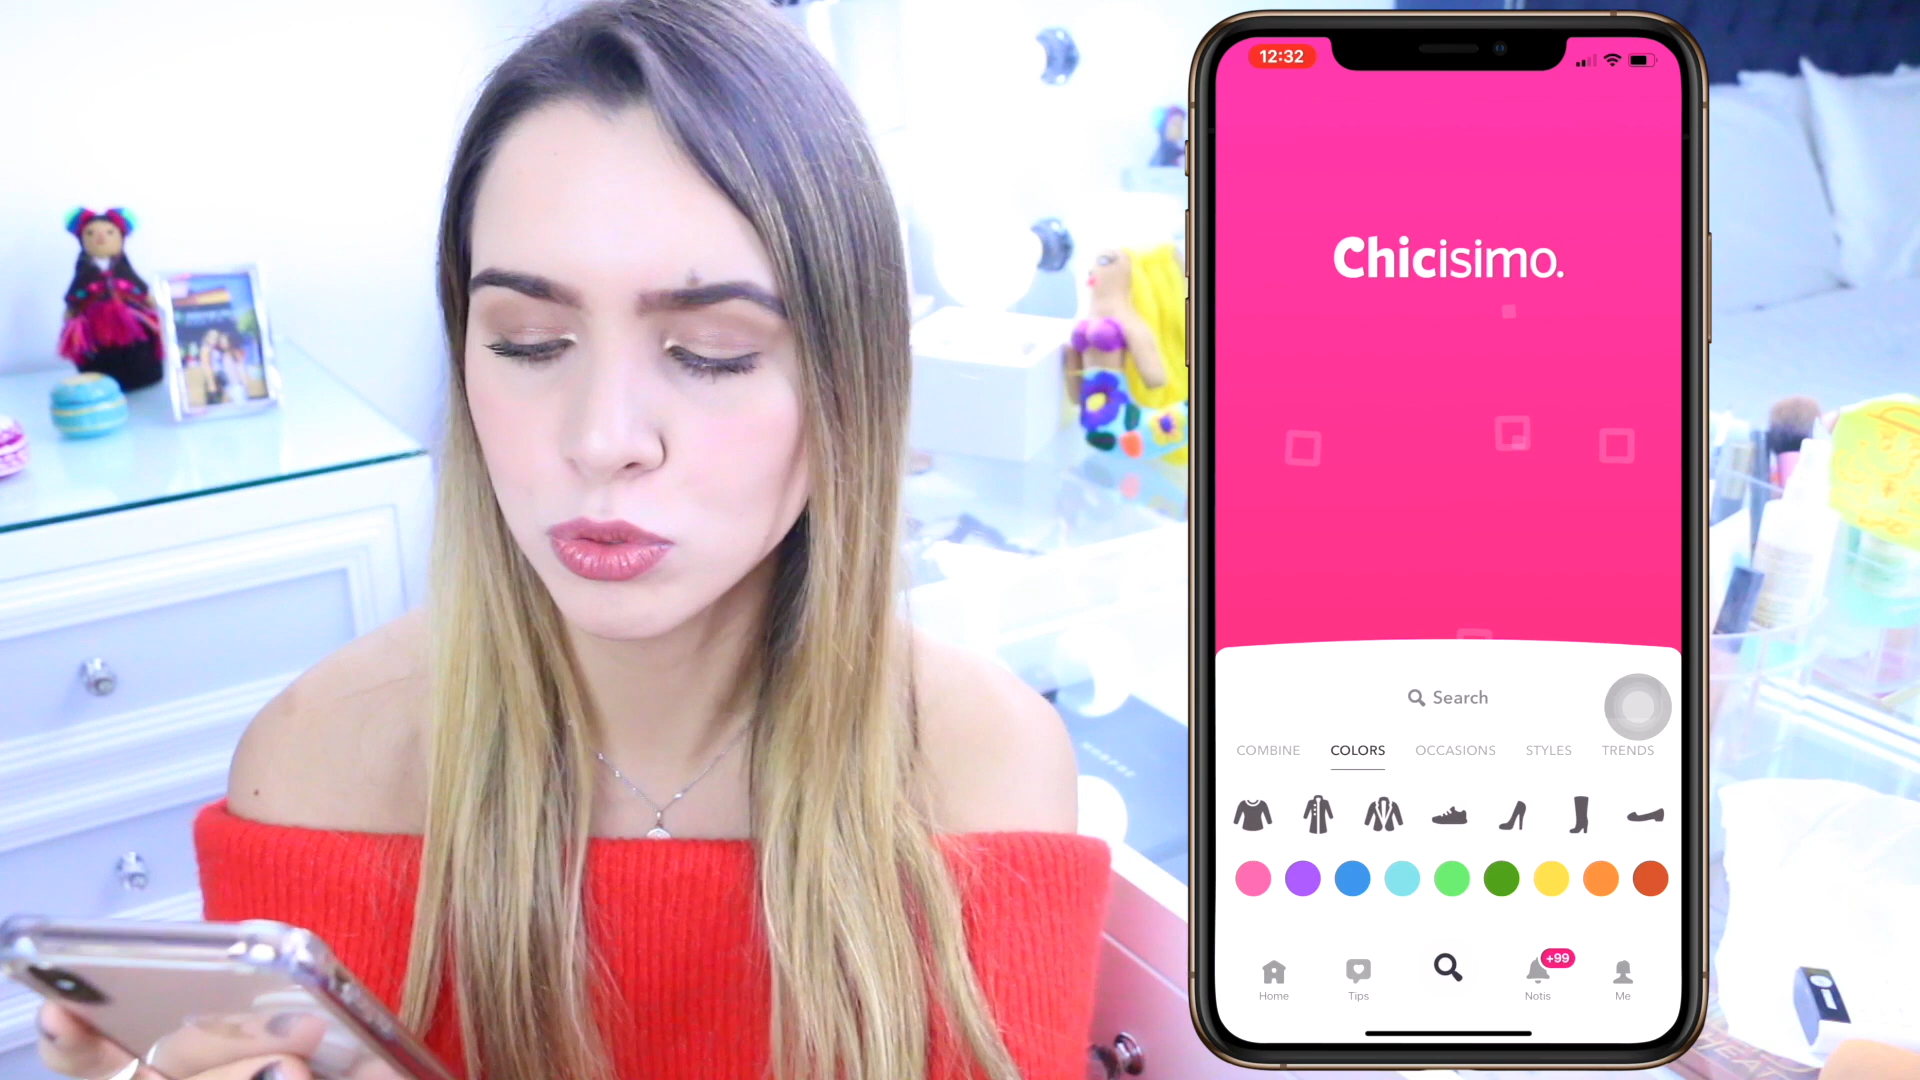 12:32
Chicisimo.
Search
COMBINE COLORS OCCASIONS STYLES TRENDS
+99
Home Tips Notis Me